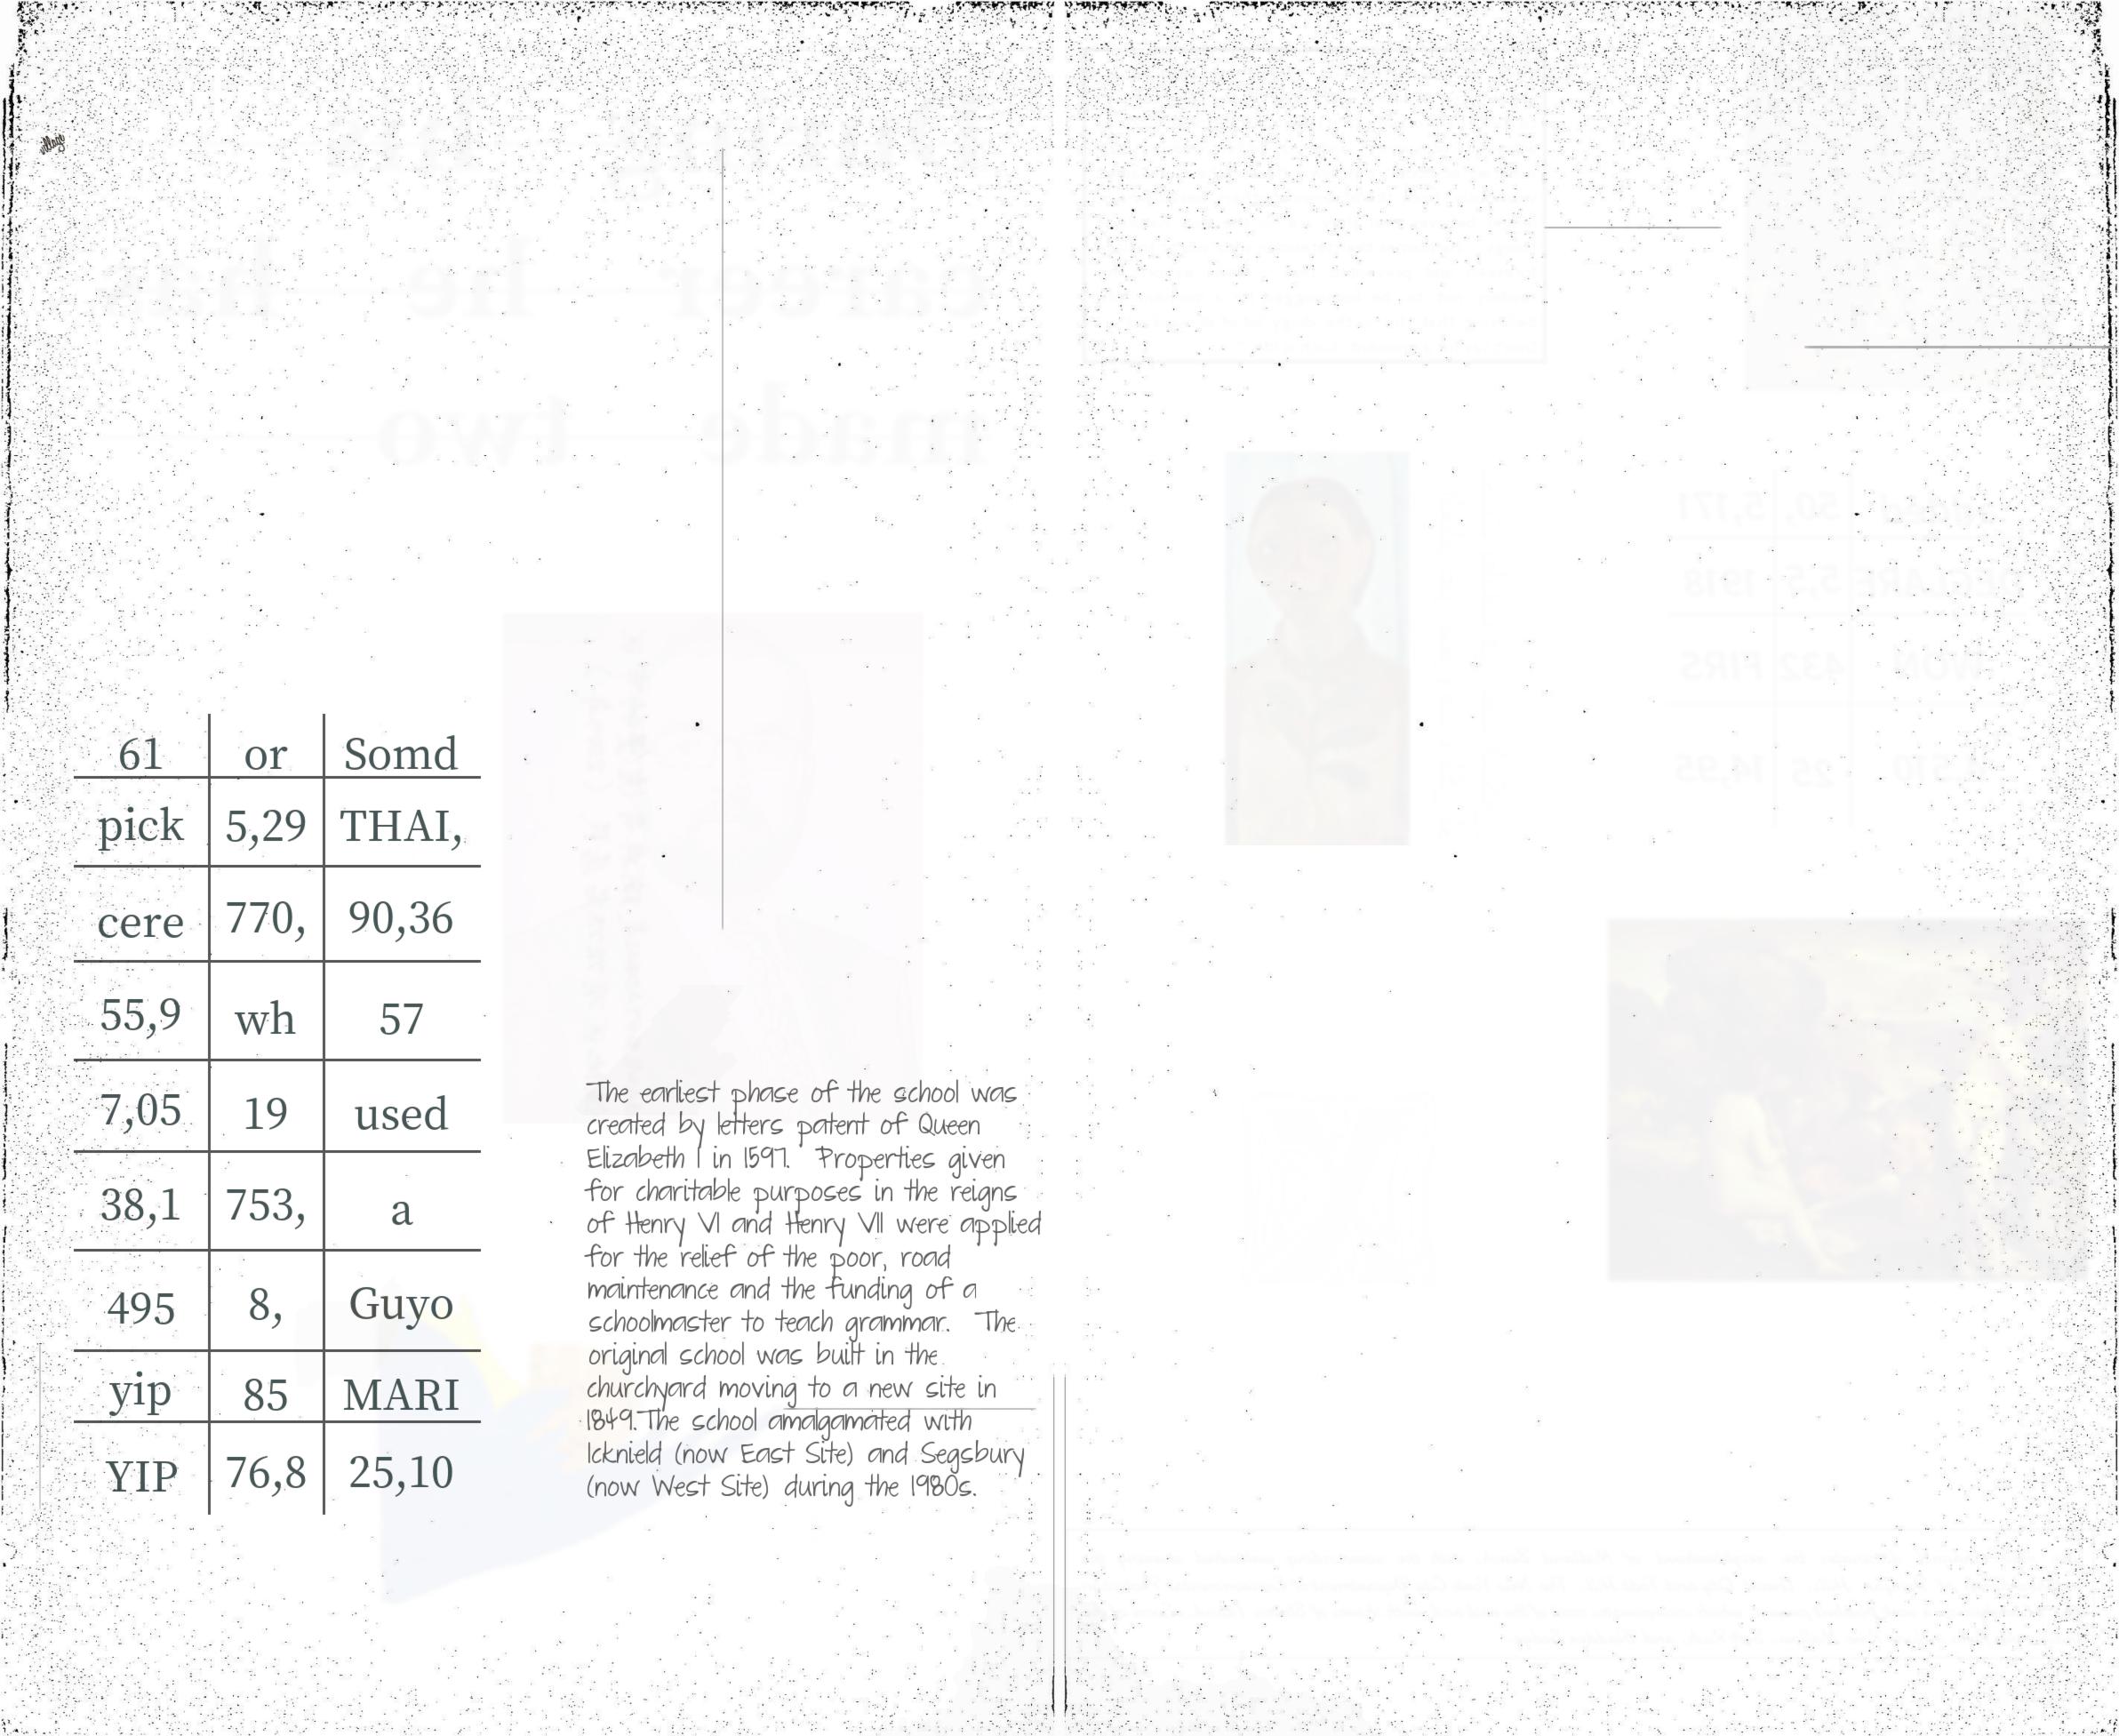 village
61 or Somd
pick 5,29 THAI,
cere 770, 90,36
55,9 wh 57
7,05 19 used
38,1 753, a
495 8, Guyo
yip 85 MARI
YIP 76,8 25,10
The earliest phase of the school was
created by letters patent of Queen
Elizabeth I in 1597.  Properties given
for charitable purposes in the reigns
of Henry VI and Henry VII were applied
for the relief of the poor, road
maintenance and the funding of a
schoolmaster to teach grammar.  The
original school was built in the
churchyard moving to a new site in
1849.The school amalgamated with
Icknield (now East Site) and Segsbury
(now West Site) during the 1980s.